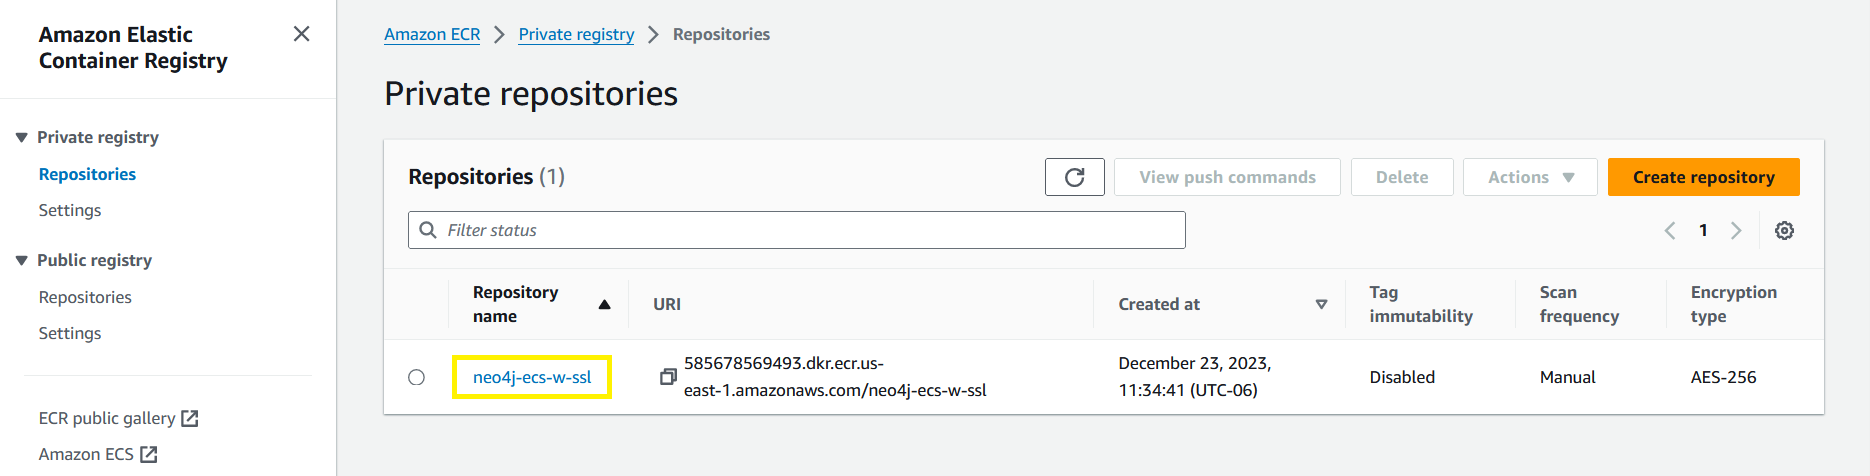 Amazon Elastic
Container Registry
Private registry
Repositories
Settings
Public registry
Repositories
Settings
ECR public gallery
Amazon ECS
Amazon ECR > Private registry > Repositories
Private repositories
Repositories (1)
View push commands
Delete
Actions
Create repository
Filter status
1
Repository
name
URI
Created at
Tag
immutability
Scan
frequency
Encryption
type
neo4j-ecs-w-ssl
585678569493.dkr.ecr.us-
east-1.amazonaws.com/neo4j-ecs-w-ssl
December 23, 2023,
11:34:41 (UTC-06)
Disabled
Manual
AES-256